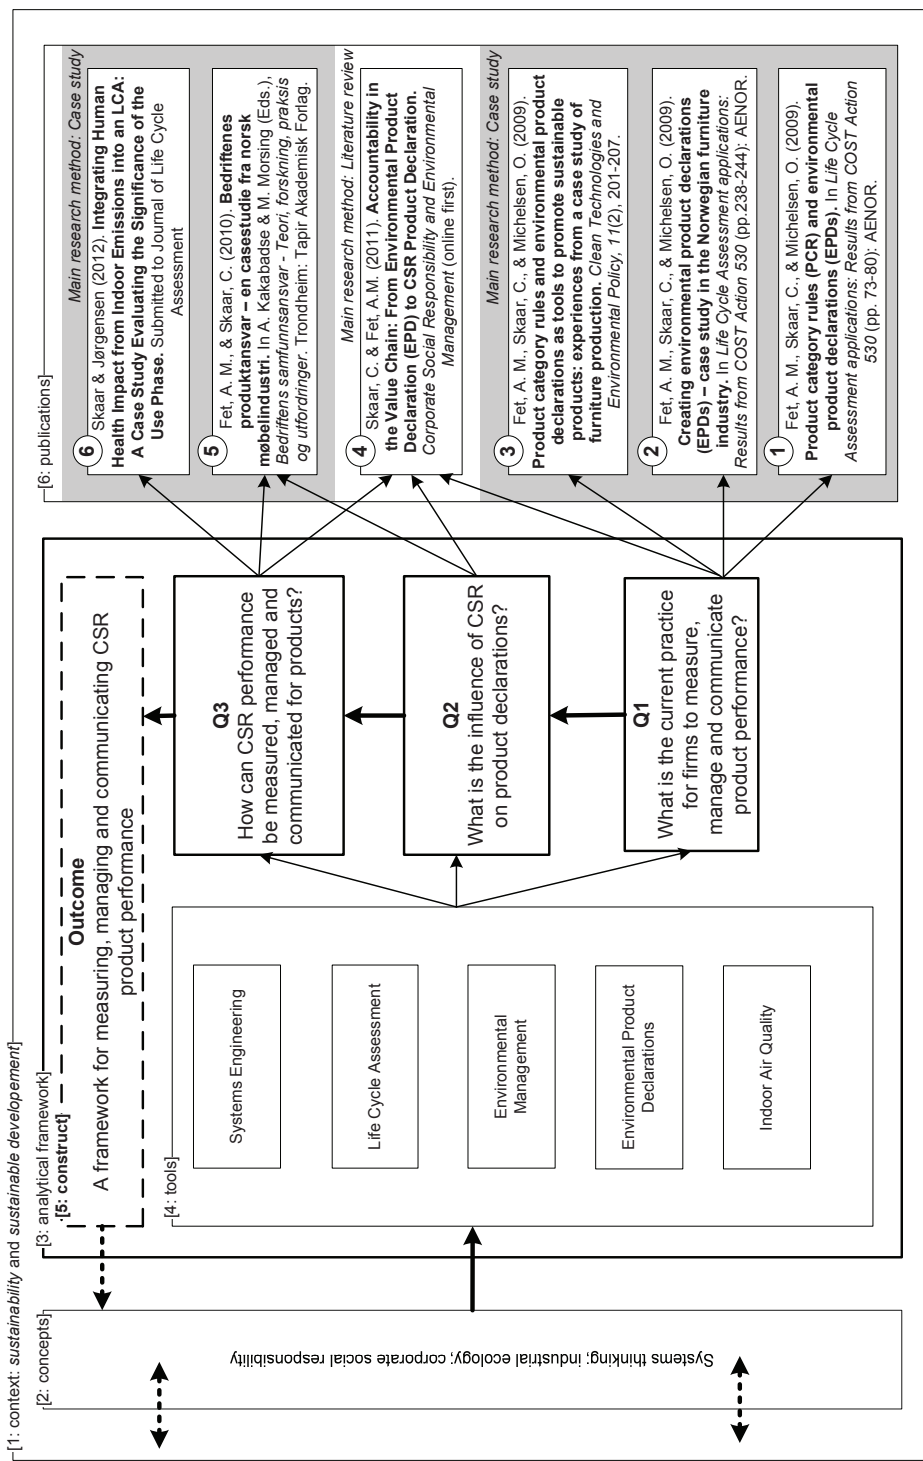 [1: context: sustainability and sustainable developement]
[2: concepts]
Systems thinking; industrial ecology; corporate social responsibility
[3: analytical framework]
[5: construct]
Outcome
A framework for measuring, managing and communicating CSR
product performance
[4: tools]
Systems Engineering
Life Cycle Assessment
Environmental
Management
Environmental Product
Declarations
Indoor Air Quality
Q3
How can CSR performance
be measured, managed and
communicated for products?
Q2
What is the influence of CSR
on product declarations?
Q1
What is the current practice
for firms to measure,
manage and communicate
product performance?
[6: publications]
Main research method: Case study
6
Skaar & Jørgensen (2012), Integrating Human
Health Impact from Indoor Emissions into an LCA:
A Case Study Evaluating the Significance of the
Use Phase. Submitted to Journal of Life Cycle
Assessment
5
Fet, A. M., & Skaar, C. (2010). Bedriftenes
produktansvar – en casestudie fra norsk
møbelindustri. In A. Kakabadse & M. Morsing (Eds.),
Bedriftens samfunnsansvar - Teori, forskning, praksis
og utfordringer. Trondheim: Tapir Akademisk Forlag.
Main research method: Literature review
4
Skaar, C. & Fet, A.M. (2011). Accountability in
the Value Chain: From Environmental Product
Declaration (EPD) to CSR Product Declaration.
Corporate Social Responsibility and Environmental
Management (online first).
Main research method: Case study
3
Fet, A. M., Skaar, C., & Michelsen, O. (2009).
Product category rules and environmental product
declarations as tools to promote sustainable
products: experiences from a case study of
furniture production. Clean Technologies and
Environmental Policy, 11(2), 201-207.
2
Fet, A. M., Skaar, C., & Michelsen, O. (2009).
Creating environmental product declarations
(EPDs) – case study in the Norwegian furniture
industry. In Life Cycle Assessment applications:
Results from COST Action 530 (pp.238-244): AENOR.
1
Fet, A. M., Skaar, C., & Michelsen, O. (2009).
Product category rules (PCR) and environmental
product declarations (EPDs). In Life Cycle
Assessment applications: Results from COST Action
530 (pp. 73-80): AENOR.